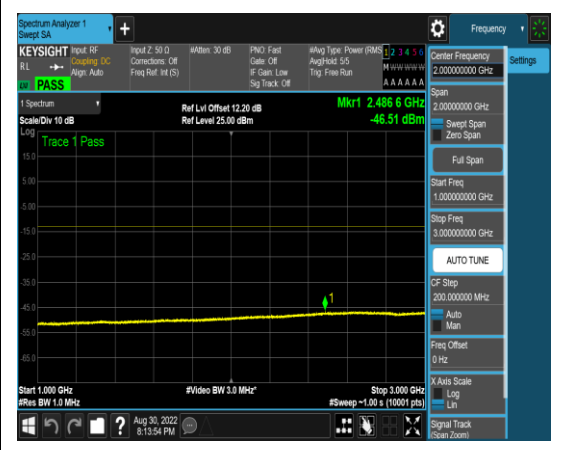 Spectrum Analyzer 1
Swept SA
+
Frequency
KEYSIGHT
RL
PASS
Input: RF
Coupling: DC
Align: Auto
Input Z: 50 Ω
Corrections: Off
Freq Ref: Int (S)
#Atten: 30 dB
PNO: Fast
Gate: Off
IF Gain: Low
Sig Track: Off
#Avg Type: Power (RMS
Avg|Hold: 5/5
Trig: Free Run
1 2 3 4 5 6
M W W W W W
A A A A A A
1 Spectrum
Scale/Div 10 dB
Log
Ref Lvl Offset 12.20 dB
Ref Level 25.00 dBm
Mkr1 2.486 6 GHz
-46.51 dBm
Trace 1 Pass
15.0
5.00
-5.00
-15.0
-25.0
-35.0
-45.0
-65.0
1
Start 1.000 GHz
#Res BW 1.0 MHz
#Video BW 3.0 MHz*
Stop 3.000 GHz
#Sweep ~1.00 s (10001 pts)
Center Frequency
2.000000000 GHz
Settings
Span
2.00000000 GHz
Swept Span
Zero Span
Full Span
Start Freq
1.000000000 GHz
Stop Freq
3.000000000 GHz
AUTO TUNE
CF Step
200.000000 MHz
Auto
Man
Freq Offset
0 Hz
X Axis Scale
Log
Lin
Signal Track
(Span Zoom)
?
Aug 30, 2022
8:13:54 PM